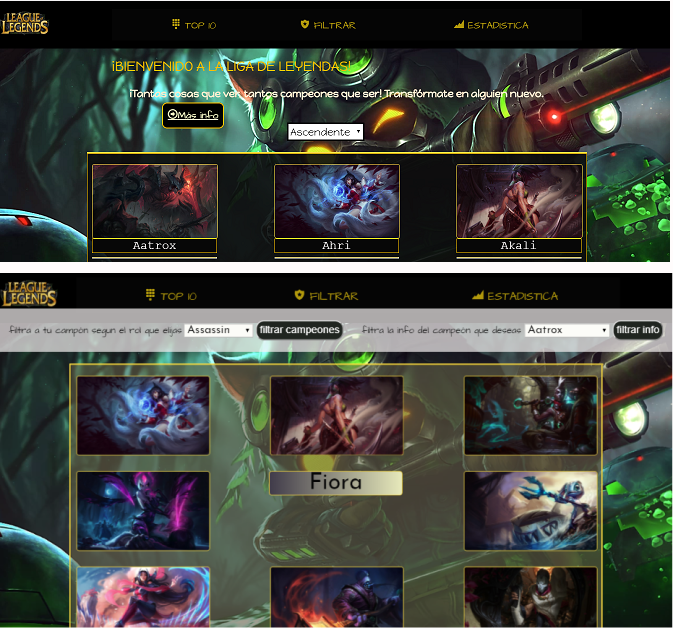 LEAGUE OF LEGENDS
TOP 10
FILTRAR
ESTADISTICA
¡BIENVENIDO A LA LIGA DE LEYENDAS!
¡Tantas cosas que ver, tantos campeones que ser! Transfórmate en alguien nuevo.
Más info
Ascendente
Aatrox
Ahri
Akali
LEAGUE OF LEGENDS
TOP 10
FILTRAR
ESTADISTICA
filtra a tu campón segun el rol que elijas
Assassin
filtrar campeones
filtra la info del campeón que deseas
Aatrox
filtrar info
Fiora